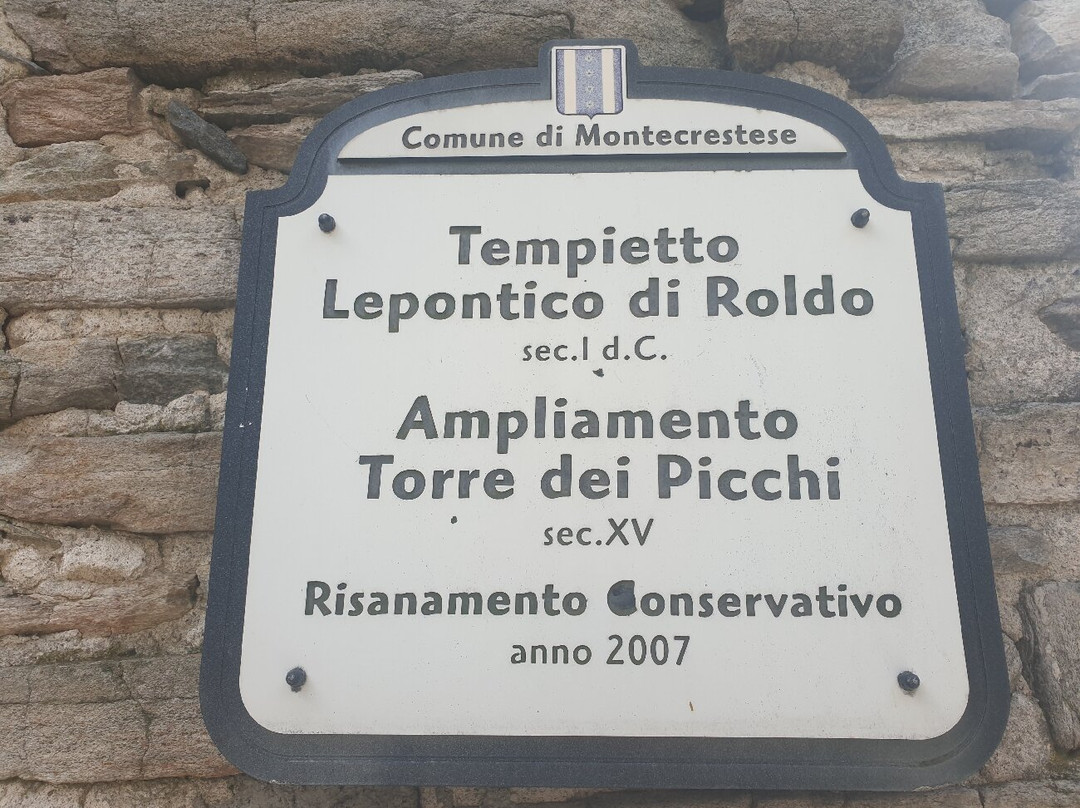 Comune di Montecrestese
Tempietto
Lepontico di Roldo
sec.I d.C.
Ampliamento
Torre dei Picchi
sec.XV
Risanamento Conservativo
anno 2007